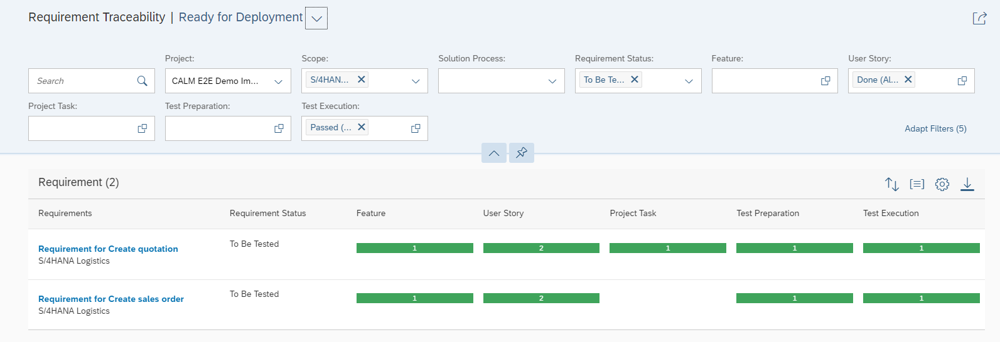 Requirement Traceability | Ready for Deployment
Project:
Scope:
Solution Process:
Requirement Status:
Feature:
User Story:
Search
CALM E2E Demo Im...
S/4HAN...
To Be Te...
Done (Al...
Project Task:
Test Preparation:
Test Execution:
Passed (...
Adapt Filters (5)
Requirement (2)
Requirements
Requirement Status
Feature
User Story
Project Task
Test Preparation
Test Execution
Requirement for Create quotation
S/4HANA Logistics
To Be Tested
1
2
1
1
1
Requirement for Create sales order
S/4HANA Logistics
To Be Tested
1
2
1
1